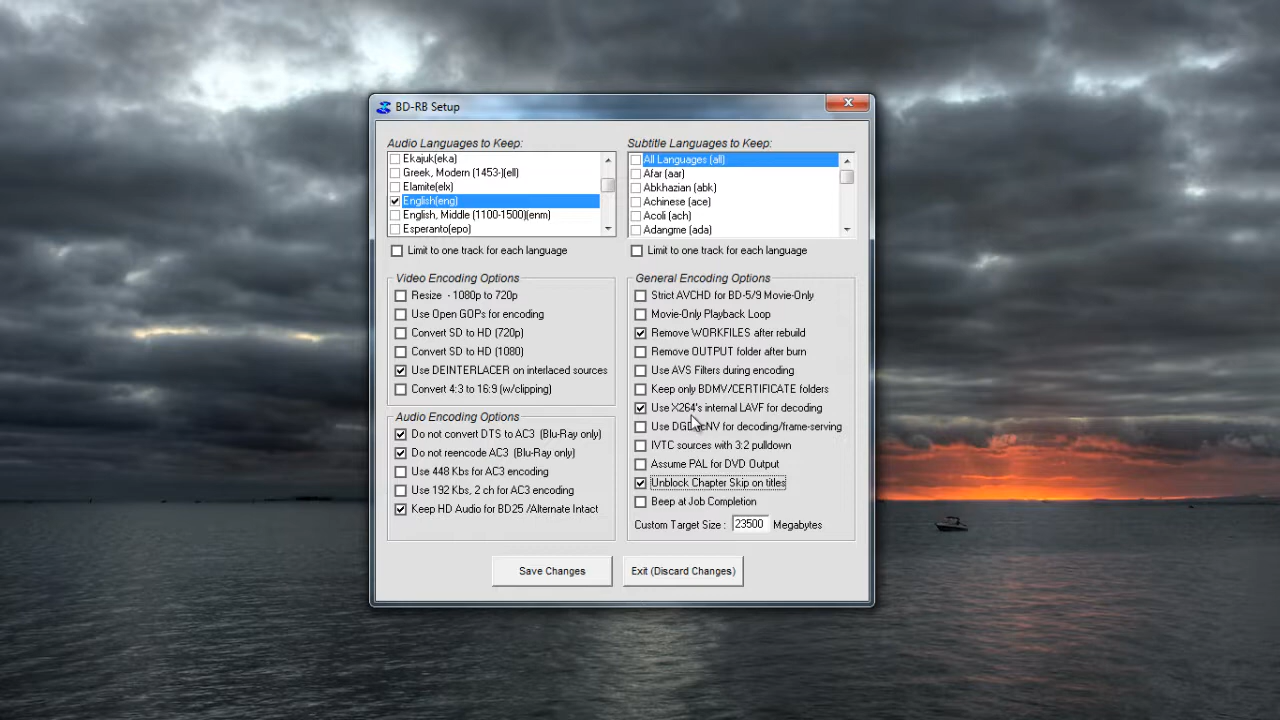 BD-RB Setup
Audio Languages to Keep:
Ekajuk(eka)
Greek, Modern (1453-)(ell)
Elamite(elx)
English(eng)
English, Middle (1100-1500)(enm)
Esperanto(epo)
Limit to one track for each language
Subtitle Languages to Keep:
All Languages (all)
Afar (aar)
Abkhazian (abk)
Achinese (ace)
Acoli (ach)
Adangme (ada)
Limit to one track for each language
Video Encoding Options
Resize - 1080p to 720p
Use Open GOPs for encoding
Convert SD to HD (720p)
Convert SD to HD (1080)
Use DEINTERLACER on interlaced sources
Convert 4:3 to 16:9 (w/clipping)
Audio Encoding Options
Do not convert DTS to AC3 (Blu-Ray only)
Do not reencode AC3 (Blu-Ray only)
Use 448 Kbs for AC3 encoding
Use 192 Kbs, 2 ch for AC3 encoding
Keep HD Audio for BD25 /Alternate Intact
General Encoding Options
Strict AVCHD for BD-5/9 Movie-Only
Movie-Only Playback Loop
Remove WORKFILES after rebuild
Remove OUTPUT folder after burn
Use AVS Filters during encoding
Keep only BDMV/CERTIFICATE folders
Use X264's internal LAVF for decoding
Use for decoding/frame-serving
IVTC sources with 3:2 pulldown
Assume PAL for DVD Output
Unblock Chapter Skip on titles
Beep at Job Completion
Custom Target Size : 23500 Megabytes
Save Changes
Exit (Discard Changes)